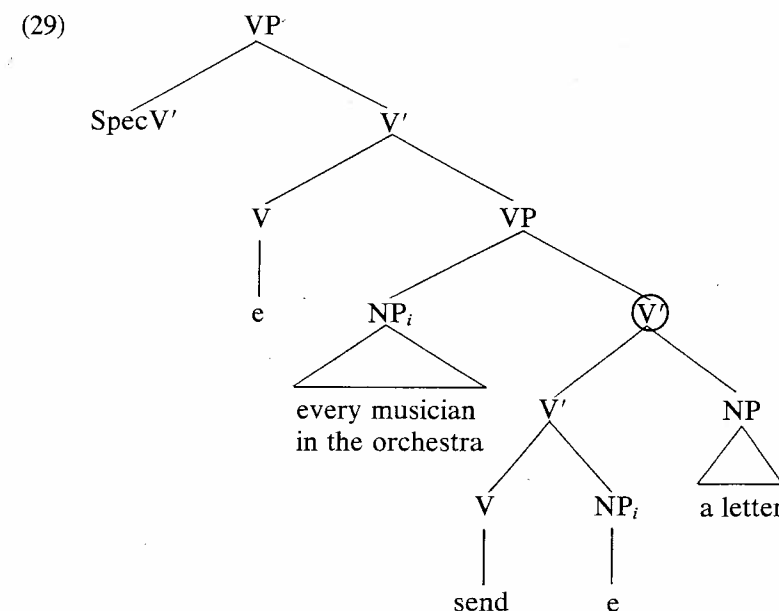 (29) VP
SpecV′ V′
V VP
e NPᵢ V′
every musician
in the orchestra
V′ NP
V NPᵢ a letter
send e